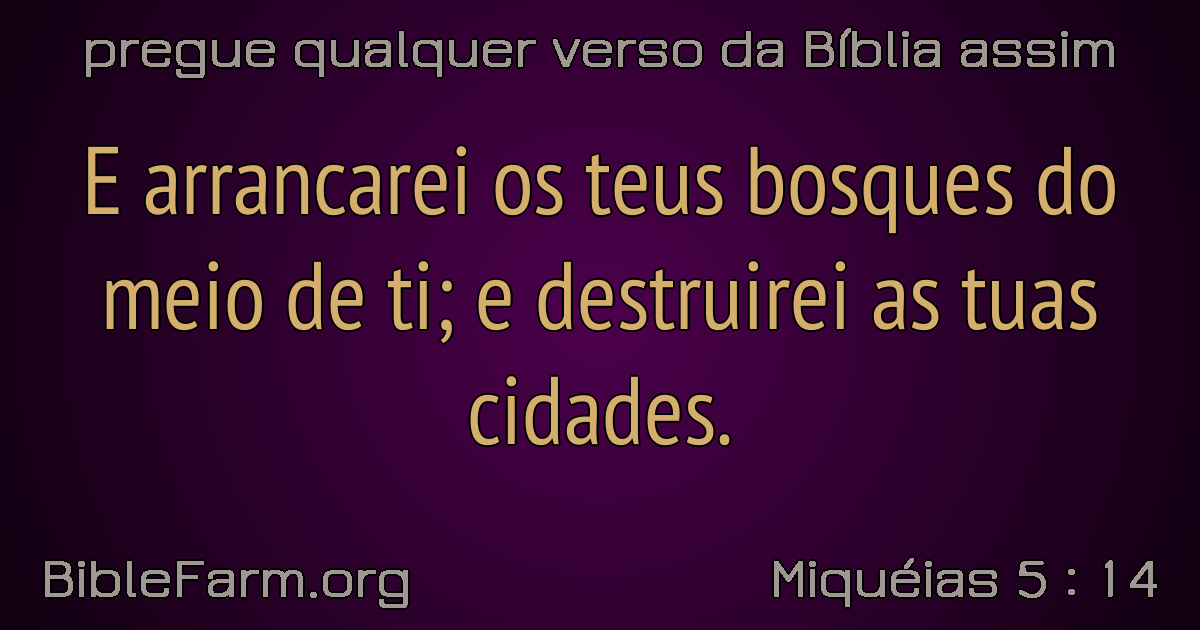 pregue qualquer verso da Bíblia assim
E arrancarei os teus bosques do
meio de ti; e destruirei as tuas
cidades.
BibleFarm.org
Miquéias 5 : 14